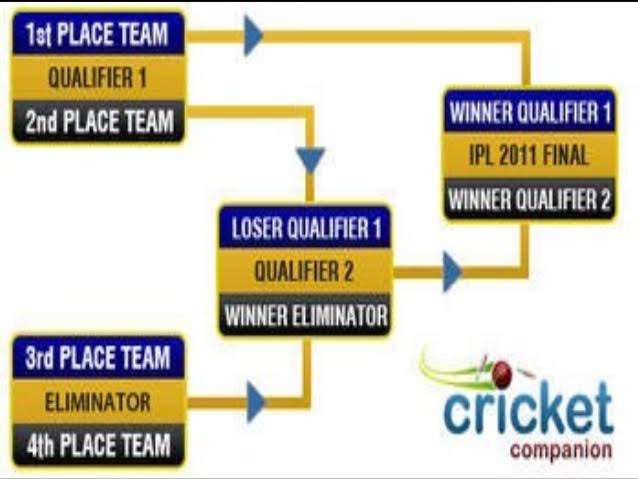 1st PLACE TEAM
QUALIFIER 1
2nd PLACE TEAM
WINNER QUALIFIER 1
IPL 2011 FINAL
WINNER QUALIFIER 2
LOSER QUALIFIER 1
QUALIFIER 2
WINNER ELIMINATOR
3rd PLACE TEAM
ELIMINATOR
4th PLACE TEAM
cricket
companion